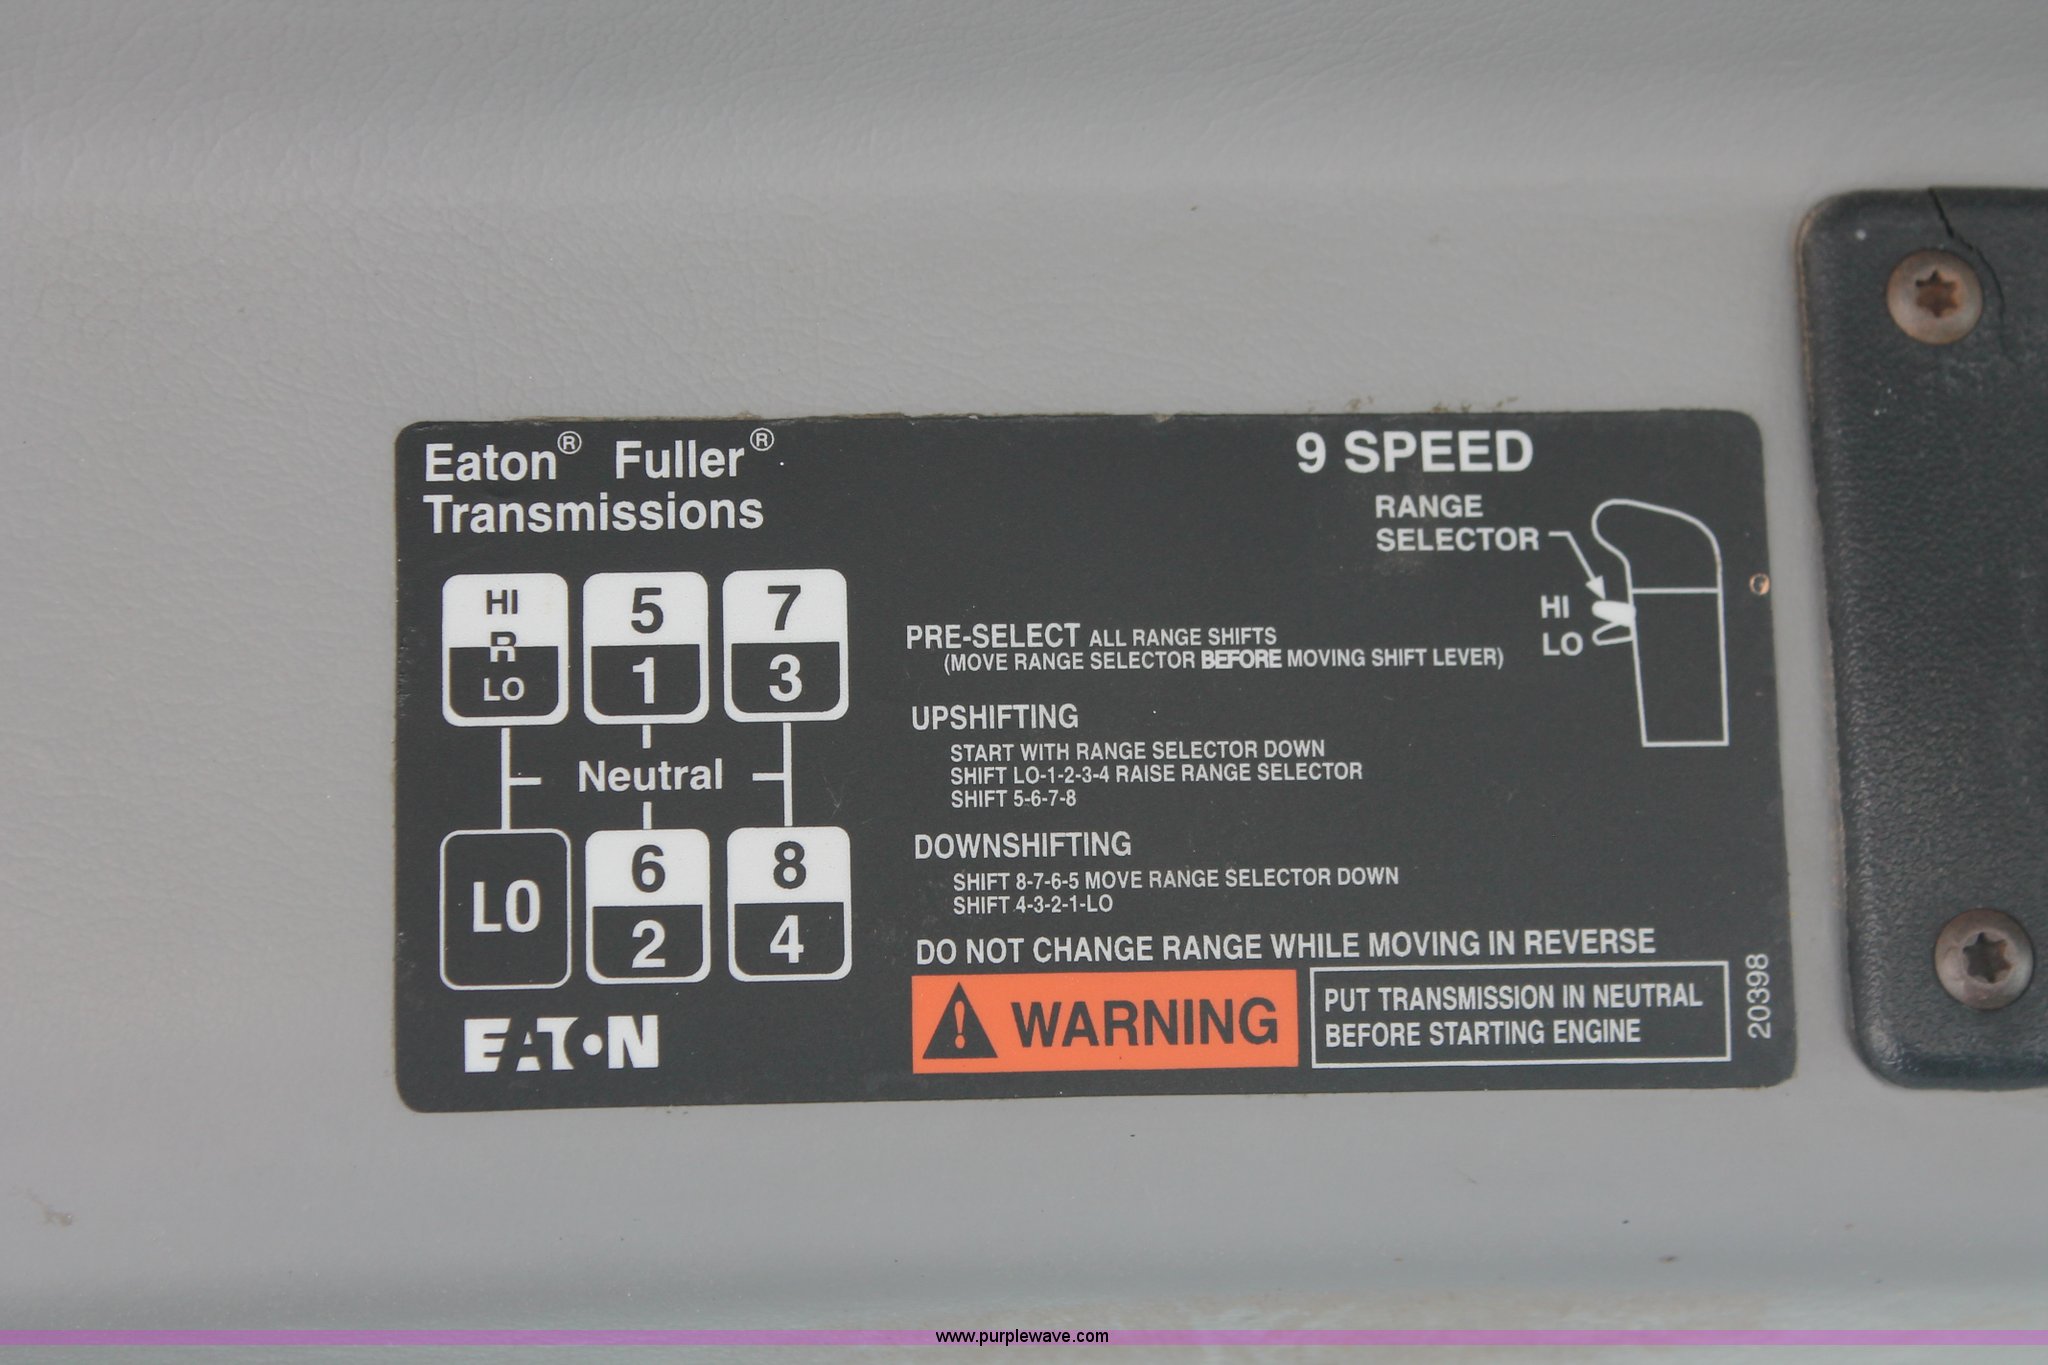 Eaton® Fuller®
Transmissions
9 SPEED
RANGE
SELECTOR
HI
LO
HI
R
LO
5
1
7
3
Neutral
LO
6
2
8
4
EATON
PRE-SELECT ALL RANGE SHIFTS
(MOVE RANGE SELECTOR BEFORE MOVING SHIFT LEVER)
UPSHIFTING
START WITH RANGE SELECTOR DOWN
SHIFT LO-1-2-3-4 RAISE RANGE SELECTOR
SHIFT 5-6-7-8
DOWNSHIFTING
SHIFT 8-7-6-5 MOVE RANGE SELECTOR DOWN
SHIFT 4-3-2-1-LO
DO NOT CHANGE RANGE WHILE MOVING IN REVERSE
WARNING
PUT TRANSMISSION IN NEUTRAL
BEFORE STARTING ENGINE
20398
www.purplewave.com